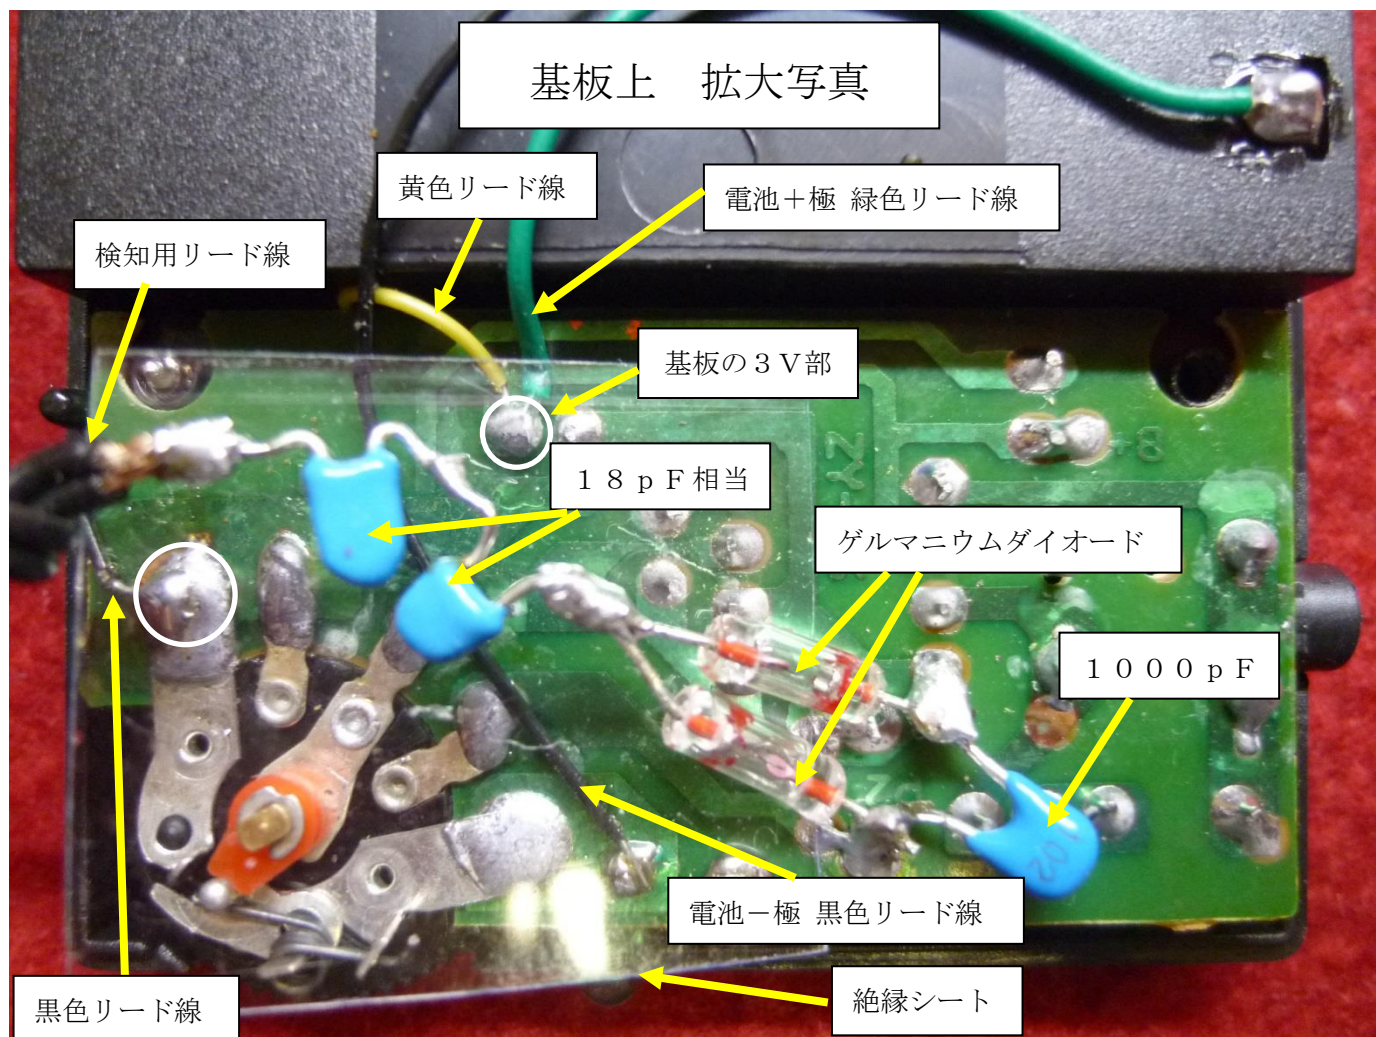 基板上　拡大写真
黄色リード線
電池＋極 緑色リード線
検知用リード線
基板の３Ｖ部
B+
ZY-
１８ｐＦ相当
ゲルマニウムダイオード
１０００ｐＦ
102
電池－極 黒色リード線
黒色リード線
絶縁シート